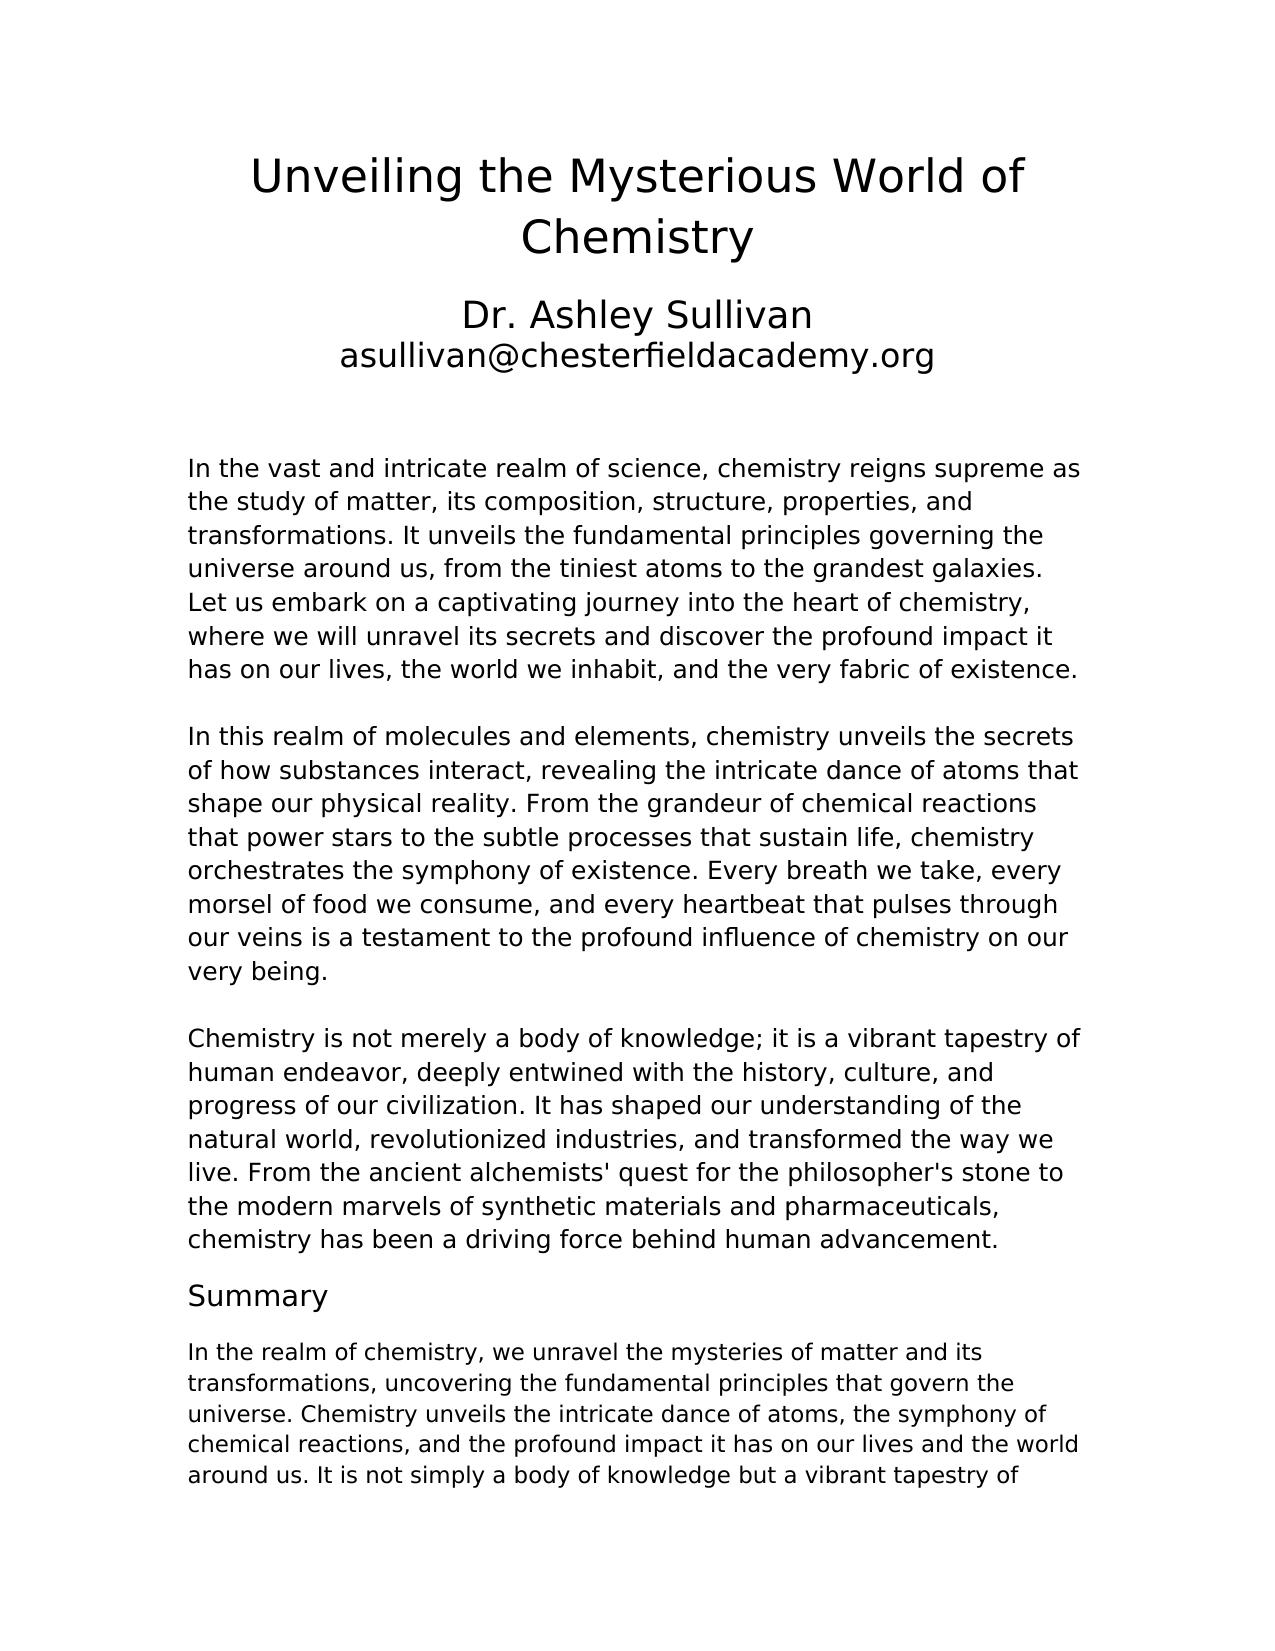 Unveiling the Mysterious World of
Chemistry
Dr. Ashley Sullivan
asullivan@chesterfieldacademy.org
In the vast and intricate realm of science, chemistry reigns supreme as
the study of matter, its composition, structure, properties, and
transformations. It unveils the fundamental principles governing the
universe around us, from the tiniest atoms to the grandest galaxies.
Let us embark on a captivating journey into the heart of chemistry,
where we will unravel its secrets and discover the profound impact it
has on our lives, the world we inhabit, and the very fabric of existence.
In this realm of molecules and elements, chemistry unveils the secrets
of how substances interact, revealing the intricate dance of atoms that
shape our physical reality. From the grandeur of chemical reactions
that power stars to the subtle processes that sustain life, chemistry
orchestrates the symphony of existence. Every breath we take, every
morsel of food we consume, and every heartbeat that pulses through
our veins is a testament to the profound influence of chemistry on our
very being.
Chemistry is not merely a body of knowledge; it is a vibrant tapestry of
human endeavor, deeply entwined with the history, culture, and
progress of our civilization. It has shaped our understanding of the
natural world, revolutionized industries, and transformed the way we
live. From the ancient alchemists' quest for the philosopher's stone to
the modern marvels of synthetic materials and pharmaceuticals,
chemistry has been a driving force behind human advancement.
Summary
In the realm of chemistry, we unravel the mysteries of matter and its
transformations, uncovering the fundamental principles that govern the
universe. Chemistry unveils the intricate dance of atoms, the symphony of
chemical reactions, and the profound impact it has on our lives and the world
around us. It is not simply a body of knowledge but a vibrant tapestry of